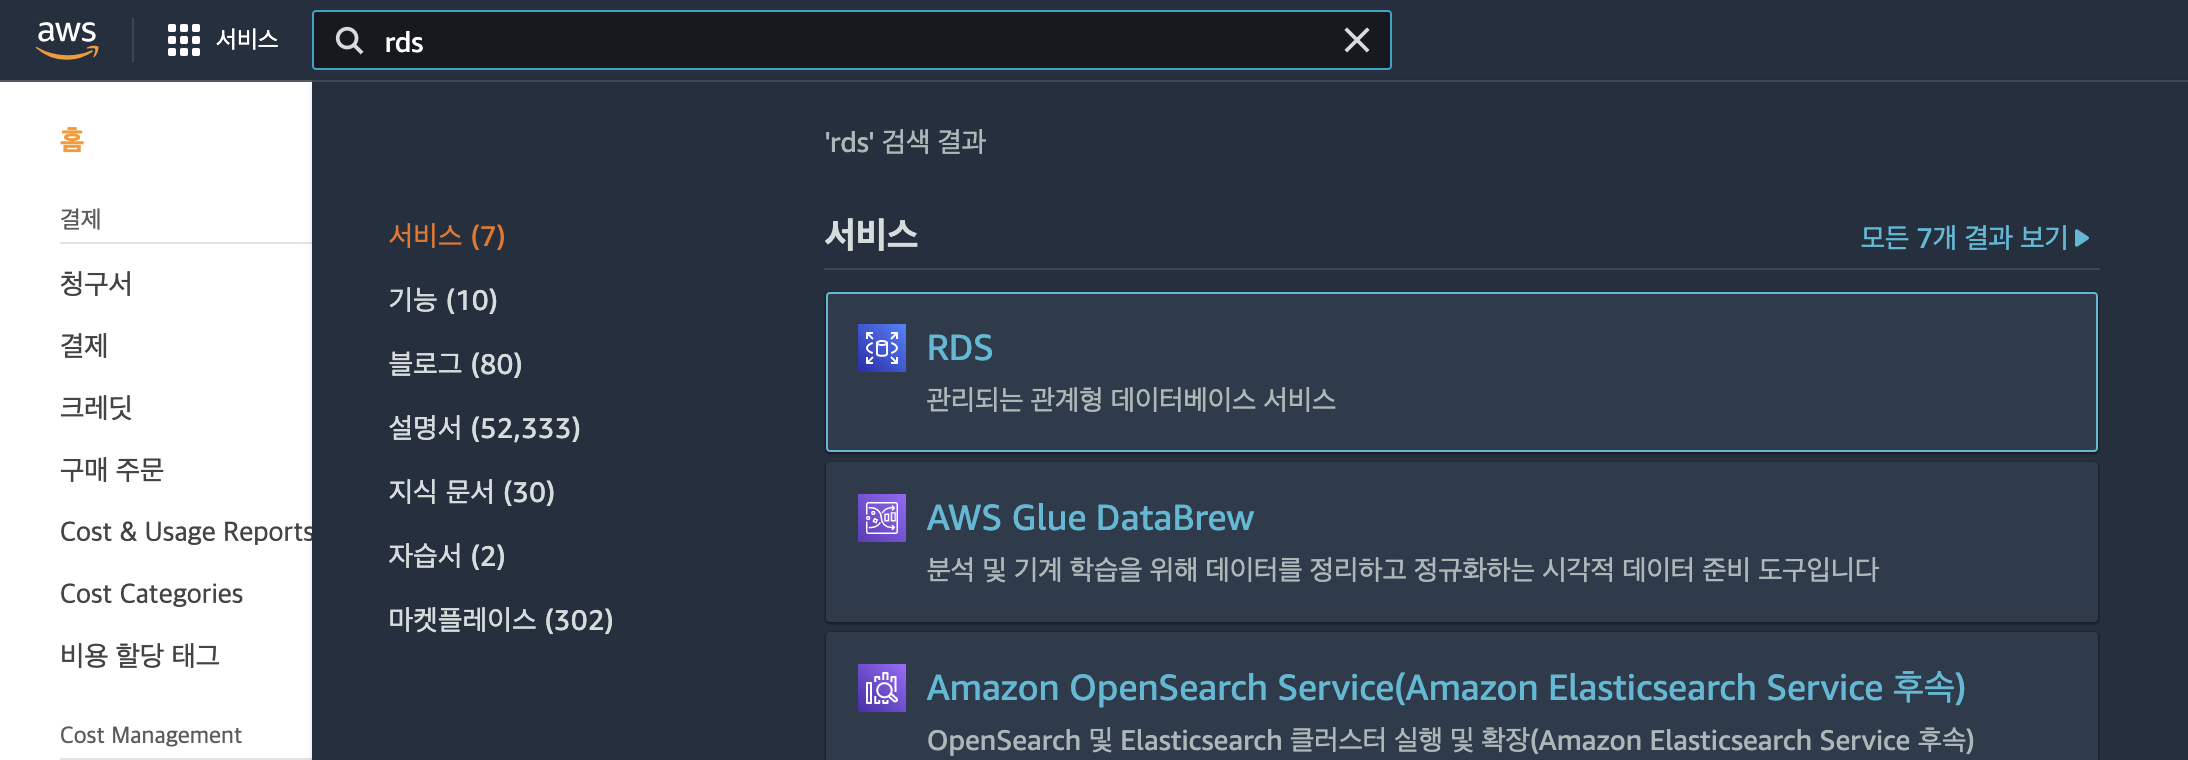 aws
서비스
rds
홈
결제
청구서
결제
크레딧
구매 주문
Cost & Usage Reports
Cost Categories
비용 할당 태그
Cost Management
서비스 (7)
기능 (10)
블로그 (80)
설명서 (52,333)
지식 문서 (30)
자습서 (2)
마켓플레이스 (302)
'rds' 검색 결과
서비스
모든 7개 결과 보기
RDS
관리되는 관계형 데이터베이스 서비스
AWS Glue DataBrew
분석 및 기계 학습을 위해 데이터를 정리하고 정규화하는 시각적 데이터 준비 도구입니다
Amazon OpenSearch Service(Amazon Elasticsearch Service 후속)
OpenSearch 및 Elasticsearch 클러스터 실행 및 확장(Amazon Elasticsearch Service 후속)